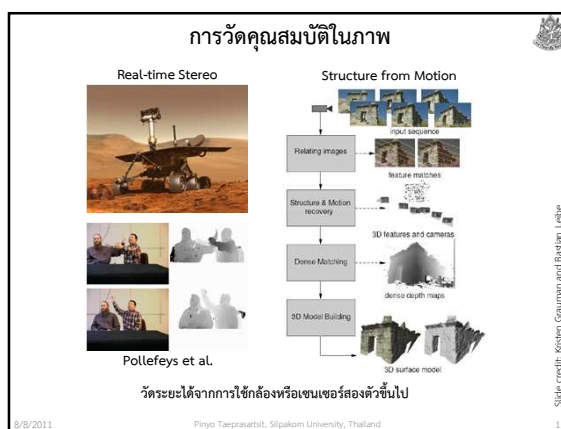 การวัดคุณสมบัติในภาพ
Real-time Stereo
Structure from Motion
input sequence
Relating images
feature matches
Structure & Motion
recovery
3D features and cameras
Dense Matching
dense depth maps
3D Model Building
3D surface model
Pollefeys et al.
วัดระยะได้จากการใช้กล้องหรือเซนเซอร์สองตัวขึ้นไป
Slide credit: Kristen Grauman and Bastian Leibe
8/8/2011
Pinyo Taeprasartsit, Silpakorn University, Thailand
1